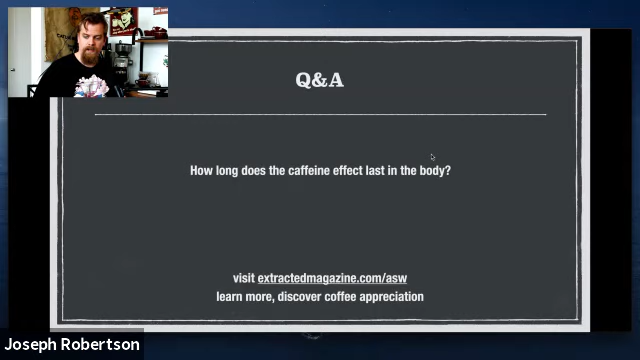 Q&A
How long does the caffeine effect last in the body?
visit extractedmagazine.com/asw
learn more, discover coffee appreciation
Joseph Robertson